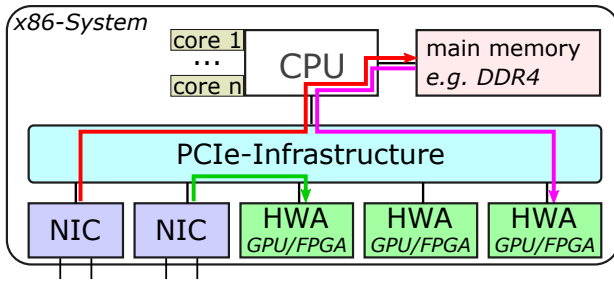 x86-System
core 1
...
core n
CPU
main memory
e.g. DDR4
PCIe-Infrastructure
NIC
NIC
HWA
GPU/FPGA
HWA
GPU/FPGA
HWA
GPU/FPGA